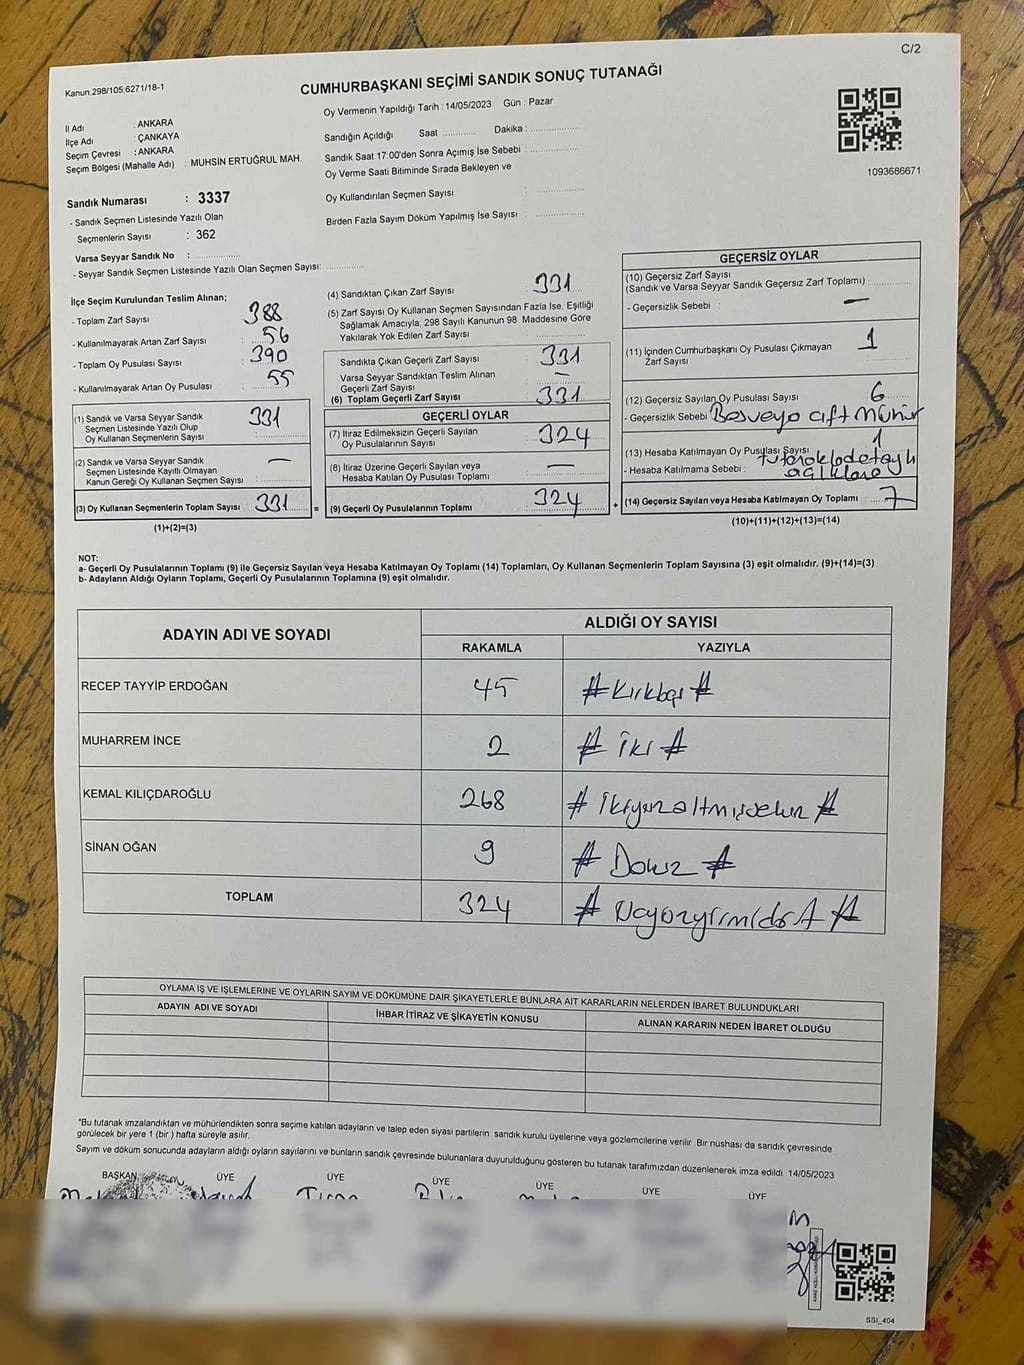 C/2
Kanun:298/105;6271/18-1
CUMHURBAŞKANI SEÇİMİ SANDIK SONUÇ TUTANAĞI
İl Adı : ANKARA
İlçe Adı : ÇANKAYA
Seçim Çevresi : ANKARA
Seçim Bölgesi (Mahalle Adı) : MUHSİN ERTUĞRUL MAH.
Oy Vermenin Yapıldığı Tarih : 14/05/2023 Gün : Pazar
Sandığın Açıldığı Saat ............ Dakika : ..................
Sandık Saat 17:00'den Sonra Açımış İse Sebebi : ..................
Oy Verme Saati Bitiminde Sırada Bekleyen ve
Oy Kullandırılan Seçmen Sayısı : ..................
Birden Fazla Sayım Döküm Yapılmış İse Sayısı : ..................
1093686671
Sandık Numarası : 3337
- Sandık Seçmen Listesinde Yazılı Olan
Seçmenlerin Sayısı : 362
Varsa Seyyar Sandık No : ..................
- Seyyar Sandık Seçmen Listesinde Yazılı Olan Seçmen Sayısı: ..............
İlçe Seçim Kurulundan Teslim Alınan;
- Toplam Zarf Sayısı : 388
- Kullanılmayarak Artan Zarf Sayısı : 56
- Toplam Oy Pusulası Sayısı : 390
- Kullanılmayarak Artan Oy Pusulası : 55
(1) Sandık ve Varsa Seyyar Sandık
Seçmen Listesinde Yazılı Olup
Oy Kullanan Seçmenlerin Sayısı : 331
(2) Sandık ve Varsa Seyyar Sandık
Seçmen Listesinde Kayıtlı Olmayan
Kanun Gereği Oy Kullanan Seçmen Sayısı : —
(3) Oy Kullanan Seçmenlerin Toplam Sayısı : 331 =
(1)+(2)=(3)
(4) Sandıktan Çıkan Zarf Sayısı : 331
(5) Zarf Sayısı Oy Kullanan Seçmen Sayısından Fazla İse, Eşitliği
Sağlamak Amacıyla; 298 Sayılı Kanunun 98. Maddesine Göre
Yakılarak Yok Edilen Zarf Sayısı
Sandıkta Çıkan Geçerli Zarf Sayısı : 331
Varsa Seyyar Sandıktan Teslim Alınan
Geçerli Zarf Sayısı : —
(6) Toplam Geçerli Zarf Sayısı : 331
GEÇERLİ OYLAR
(7) İtiraz Edilmeksizin Geçerli Sayılan
Oy Pusulalarının Sayısı : 324
(8) İtiraz Üzerine Geçerli Sayılan veya
Hesaba Katılan Oy Pusulası Toplamı : —
(9) Geçerli Oy Pusulalarının Toplamı : 324 +
GEÇERSİZ OYLAR
(10) Geçersiz Zarf Sayısı
(Sandık ve Varsa Seyyar Sandık Geçersiz Zarf Toplamı) : ............
- Geçersizlik Sebebi : —
(11) İçinden Cumhurbaşkanı Oy Pusulası Çıkmayan
Zarf Sayısı : 1
(12) Geçersiz Sayılan Oy Pusulası Sayısı : 6
- Geçersizlik Sebebi : Boş veya çift Mühür
(13) Hesaba Katılmayan Oy Pusulası Sayısı 1
- Hesaba Katılmama Sebebi :
(14) Geçersiz Sayılan veya Hesaba Katılmayan Oy Toplamı : 7
(10)+(11)+(12)+(13)=(14)
NOT:
a- Geçerli Oy Pusulalarının Toplamı (9) ile Geçersiz Sayılan veya Hesaba Katılmayan Oy Toplamı (14) Toplamları, Oy Kullanan Seçmenlerin Toplam Sayısına (3) eşit olmalıdır. (9)+(14)=(3)
b- Adayların Aldığı Oyların Toplamı, Geçerli Oy Pusulalarının Toplamına (9) eşit olmalıdır.
ADAYIN ADI VE SOYADI ALDIĞI OY SAYISI
RAKAMLA YAZIYLA
RECEP TAYYİP ERDOĞAN 45 # Kırkbeş #
MUHARREM İNCE 2 # İki #
KEMAL KILIÇDAROĞLU 268 # İkiyüzaltmışsekiz #
SİNAN OĞAN 9 # Dokuz #
TOPLAM 324 # Üçyüzyirmidört #
OYLAMA İŞ VE İŞLEMLERİNE VE OYLARIN SAYIM VE DÖKÜMÜNE DAİR ŞİKAYETLERLE BUNLARA AİT KARARLARIN NELERDEN İBARET BULUNDUKLARI
ADAYIN ADI VE SOYADI İHBAR İTİRAZ VE ŞİKAYETİN KONUSU ALINAN KARARIN NEDEN İBARET OLDUĞU
*Bu tutanak imzalandıktan ve mühürlendikten sonra seçime katılan adayların ve talep eden siyasi partilerin sandık kurulu üyelerine veya gözlemcilerine verilir. Bir nüshası da sandık çevresinde
görülecek bir yere 1 (bir ) hafta süreyle asılır.
Sayım ve döküm sonucunda adayların aldığı oyların sayılarını ve bunların sandık çevresinde bulunanlara duyurulduğunu gösteren bu tutanak tarafımızdan düzenlenerek imza edildi. 14/05/2023
BAŞKAN ÜYE ÜYE ÜYE ÜYE ÜYE ÜYE
SSI_404